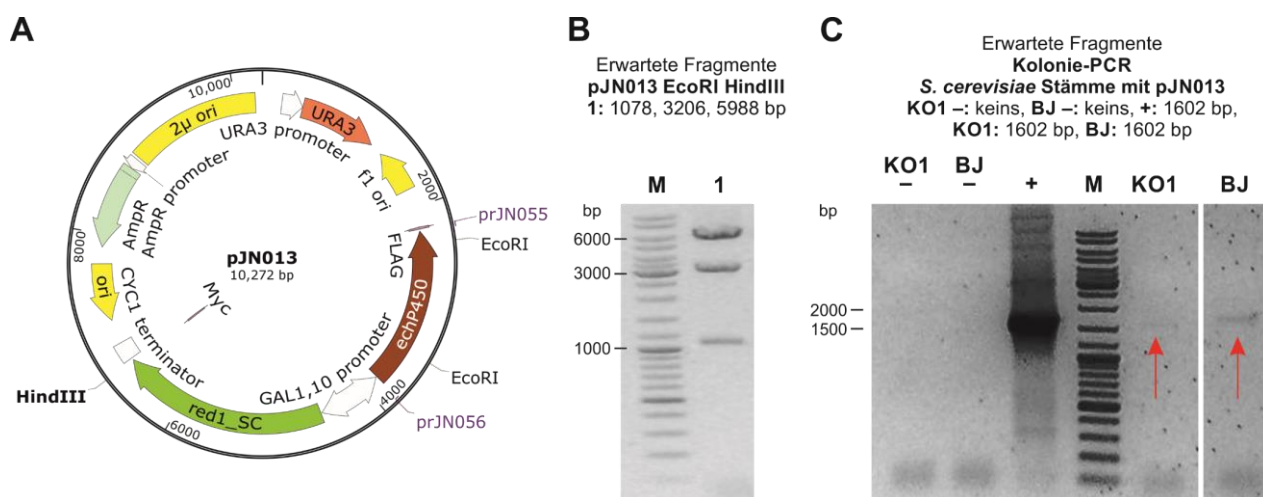 A
10,000
2µ ori
URA3 promoter
URA3
f1 ori
2000
AmpR promoter
AmpR
8000
prJN055
FLAG
EcoRI
pJN013
10,272 bp
ori
Myc
echP450
CYC1 terminator
GAL1,10 promoter
EcoRI
4000
HindIII
red1_SC
prJN056
6000
B
Erwartete Fragmente
pJN013 EcoRI HindIII
1: 1078, 3206, 5988 bp
M 1
bp
6000
3000
1000
C
Erwartete Fragmente
Kolonie-PCR
S. cerevisiae Stämme mit pJN013
KO1 –: keins, BJ –: keins, +: 1602 bp,
KO1: 1602 bp, BJ: 1602 bp
KO1 – BJ – + M KO1 BJ
bp
2000
1500